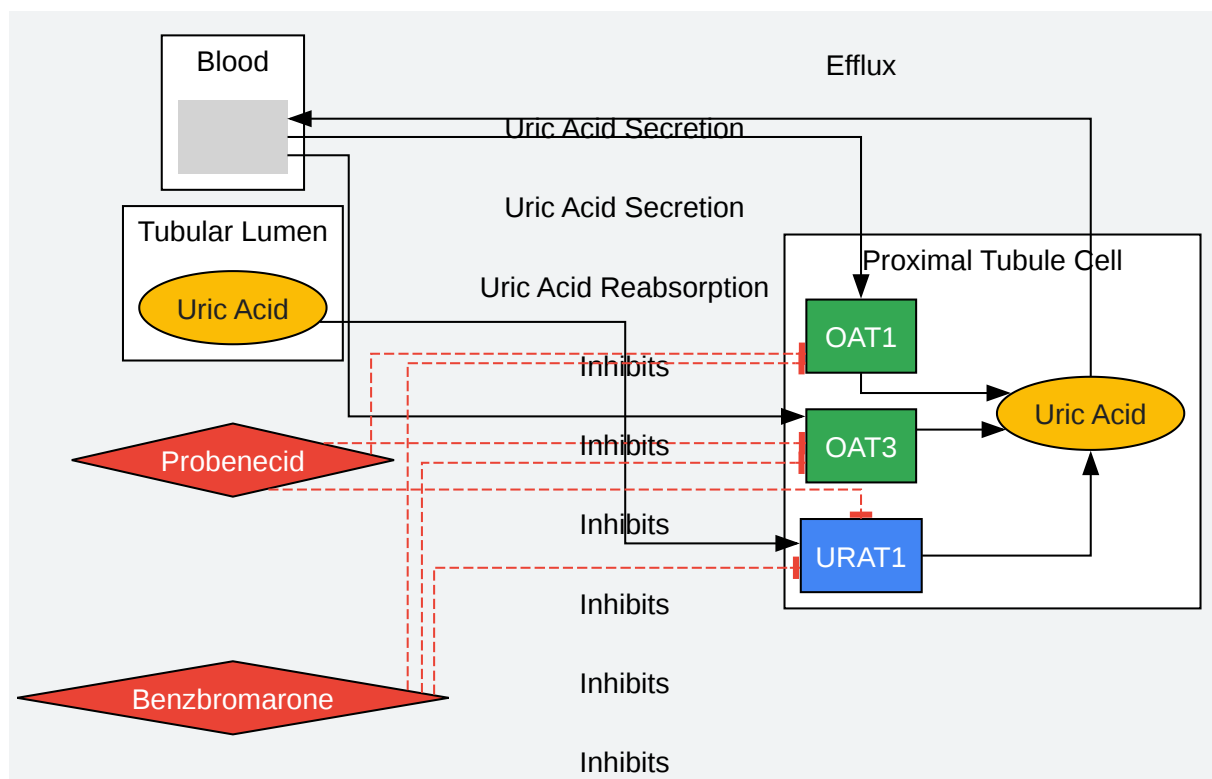 Blood
Efflux
Uric Acid Secretion
Uric Acid Secretion
Tubular Lumen
Proximal Tubule Cell
Uric Acid Reabsorption
Uric Acid
OAT1
Inhibits
Uric Acid
Inhibits
OAT3
Probenecid
Inhibits
URAT1
Inhibits
Inhibits
Benzbromarone
Inhibits